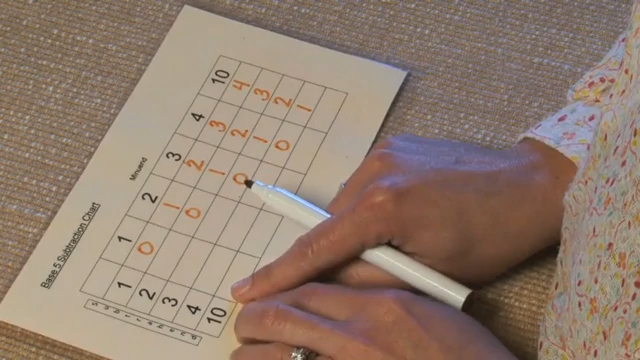 Base 5 Subtraction Chart
Minuend
1 2 3 4 10
Subtrahend
1 0 1 2 3 4
2 0 1 2 3
3 0 1 2
4 0 1
10